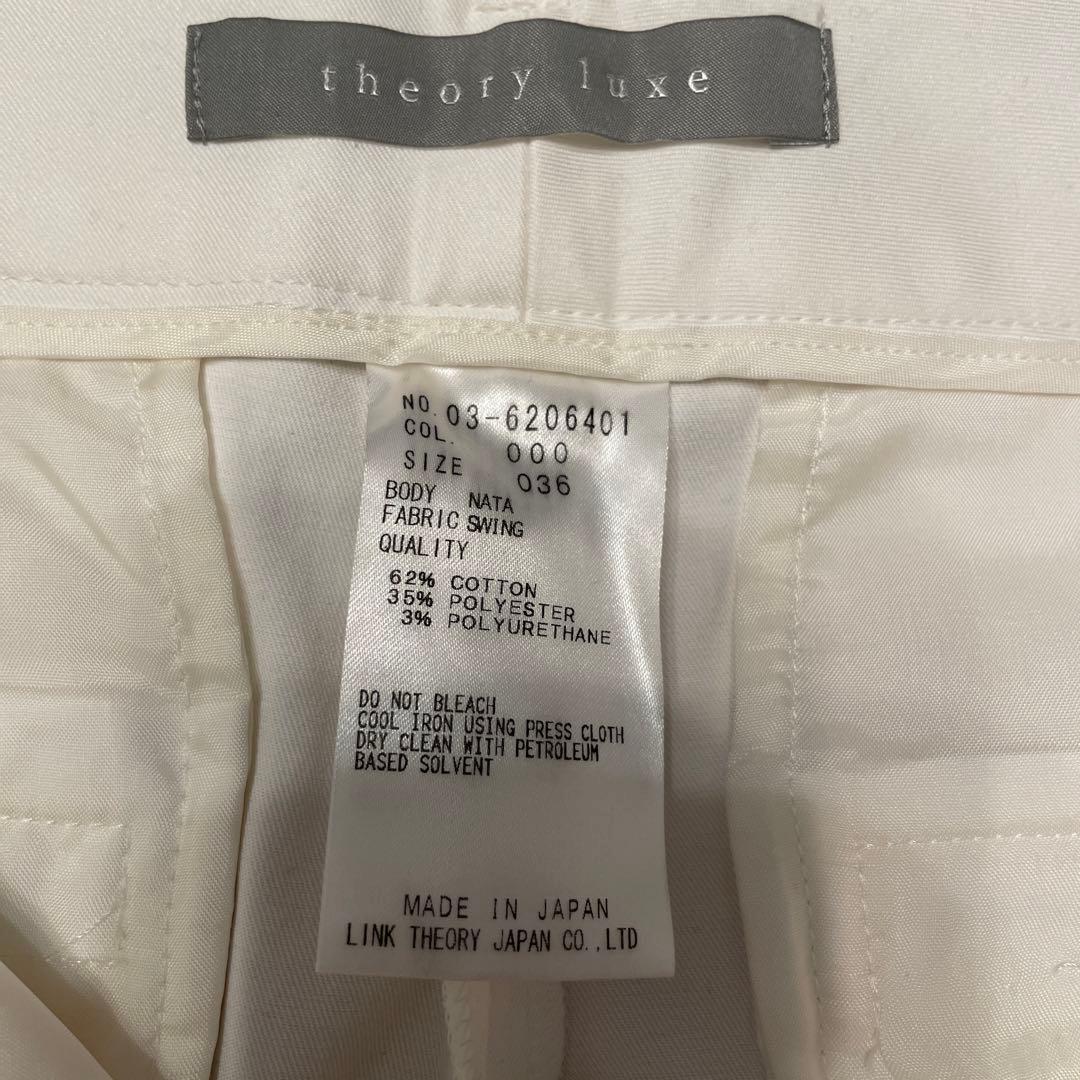 theory luxe
NO. 03-6206401
COL. 000
SIZE 036
BODY NATA
FABRIC SWING
QUALITY
62% COTTON
35% POLYESTER
3% POLYURETHANE
DO NOT BLEACH
COOL IRON USING PRESS CLOTH
DRY CLEAN WITH PETROLEUM
BASED SOLVENT
MADE IN JAPAN
LINK THEORY JAPAN CO.,LTD